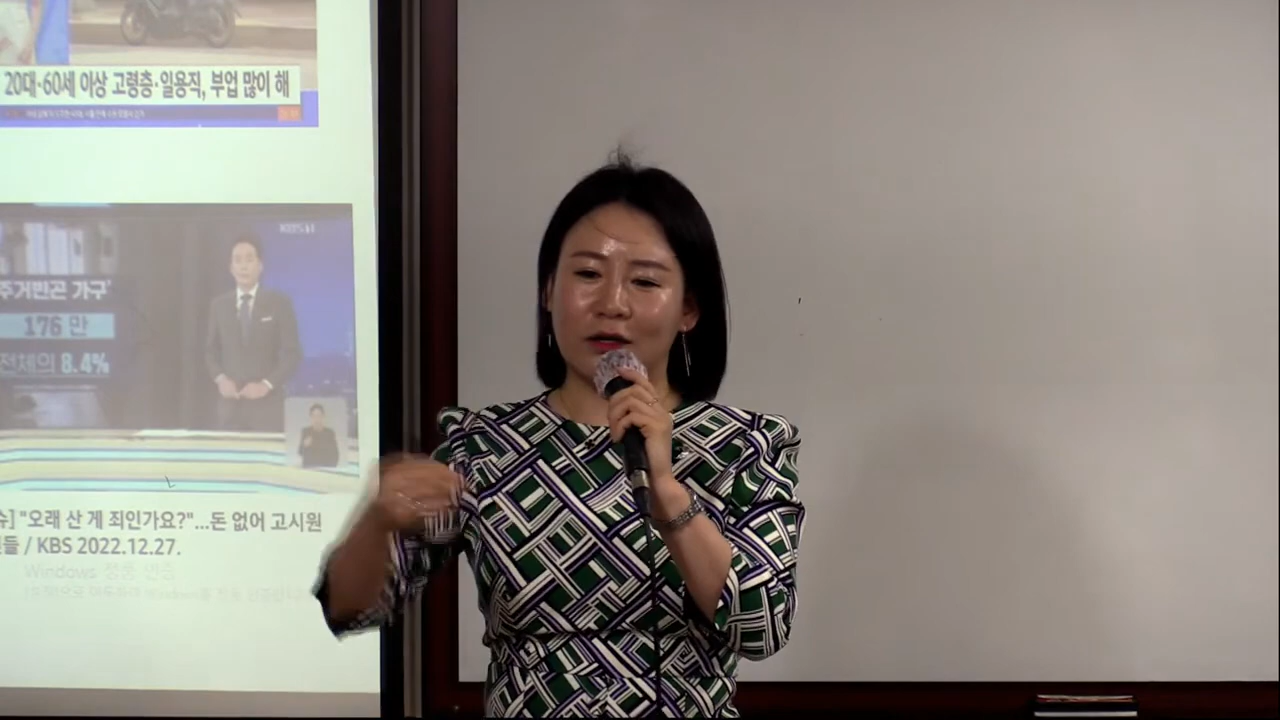 20대·60세 이상 고령층·일용직, 부업 많이 해
KBS 1
주거빈곤 가구'
176 만
전체의 8.4%
슈] "오래 산 게 죄인가요?"...돈 없어 고시원
들 / KBS 2022.12.27.
Windows 정품 인증